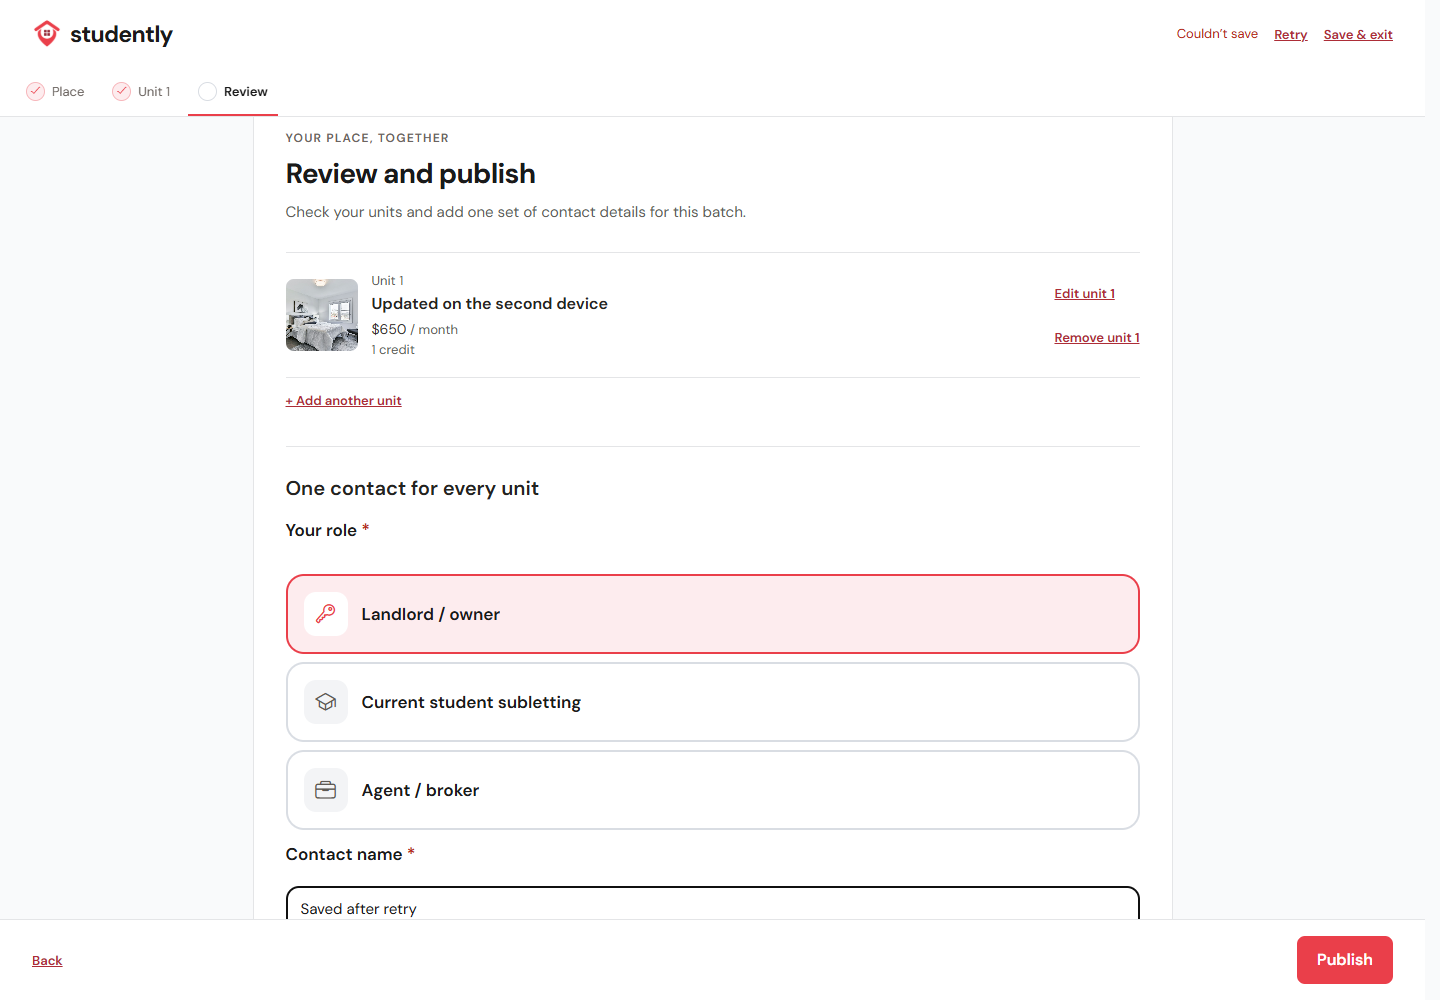 studently
Couldn't save Retry Save & exit
Place Unit 1 Review
YOUR PLACE, TOGETHER
Review and publish
Check your units and add one set of contact details for this batch.
Unit 1
Updated on the second device
$650 / month
1 credit
Edit unit 1
Remove unit 1
+ Add another unit
One contact for every unit
Your role *
Landlord / owner
Current student subletting
Agent / broker
Contact name *
Saved after retry
Back
Publish